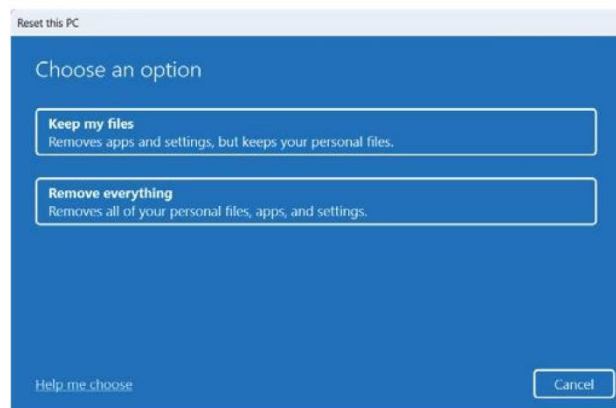 Reset this PC
Choose an option
Keep my files
Removes apps and settings, but keeps your personal files.
Remove everything
Removes all of your personal files, apps, and settings.
Help me choose
Cancel